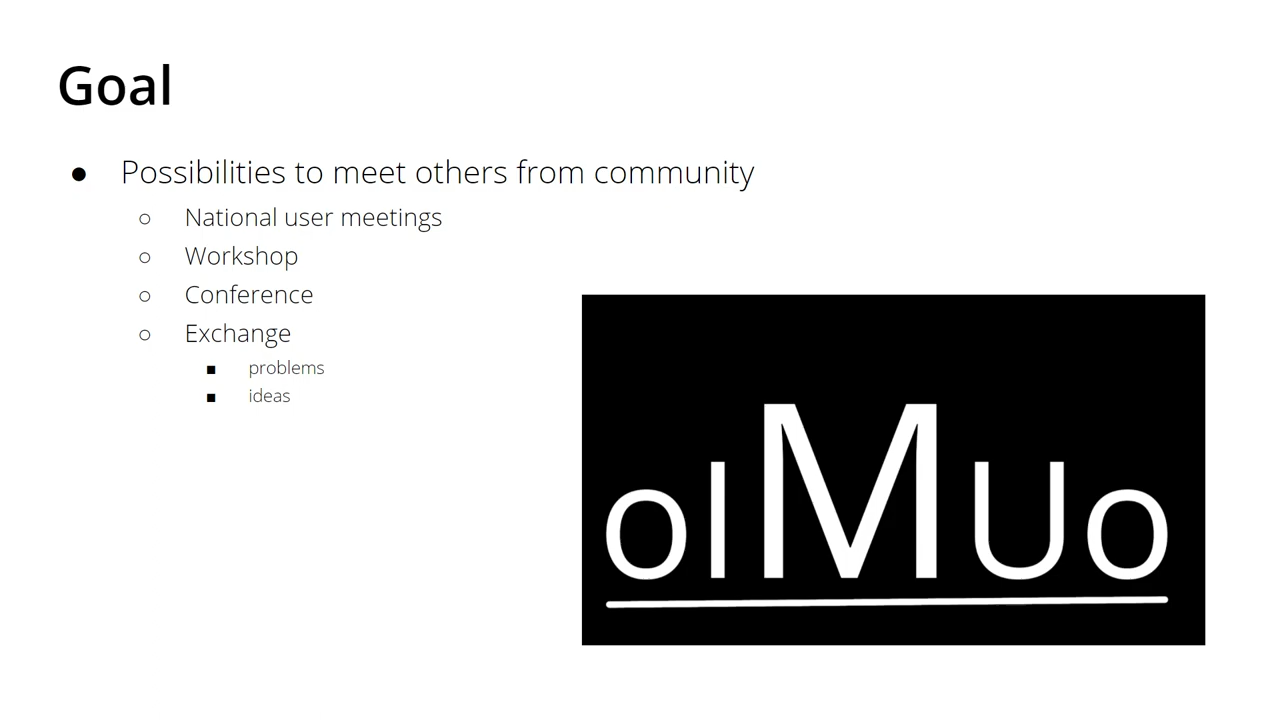 Goal
● Possibilities to meet others from community
○ National user meetings
○ Workshop
○ Conference
○ Exchange
■ problems
■ ideas
oIMUo